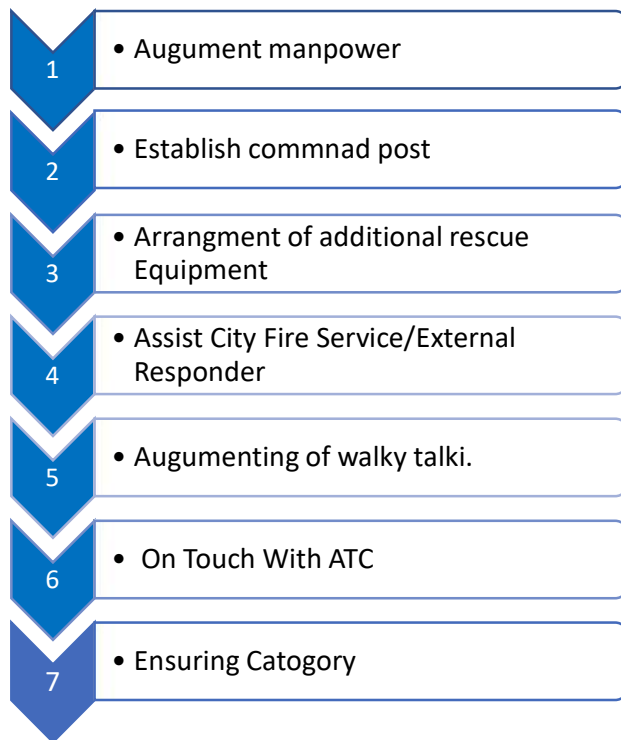 1
• Augument manpower
2
• Establish commnad post
3
• Arrangment of additional rescue
Equipment
4
• Assist City Fire Service/External
Responder
5
• Augumenting of walky talki.
6
• On Touch With ATC
7
• Ensuring Catogory